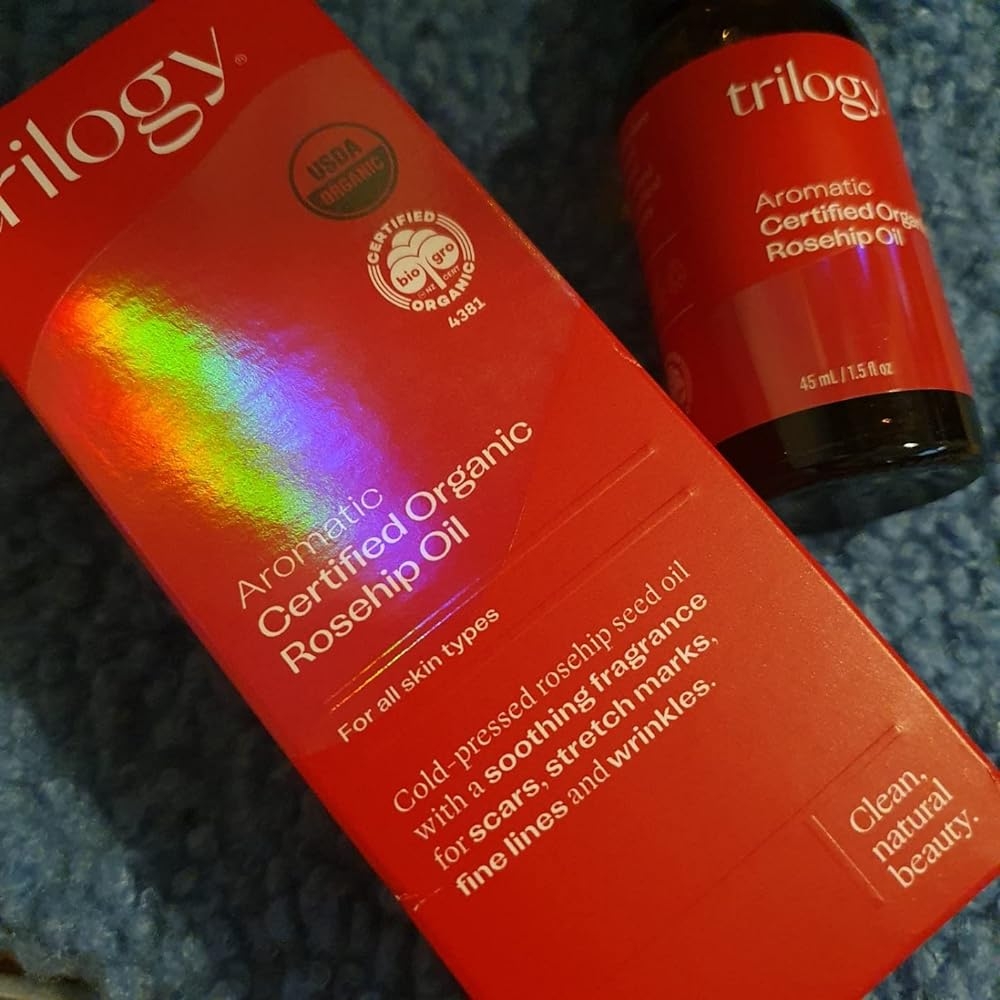 trilogy
USDA
ORGANIC
CERTIFIED
bio gro
NZ CERT
ORGANIC
4381
Aromatic
Certified Organic
Rosehip Oil
For all skin types
Cold-pressed rosehip seed oil
with a soothing fragrance
for scars, stretch marks,
fine lines and wrinkles.
Clean,
natural
beauty.
trilogy
Aromatic
Certified Orga
Rosehip Oil
45 mL / 1.5 fl oz